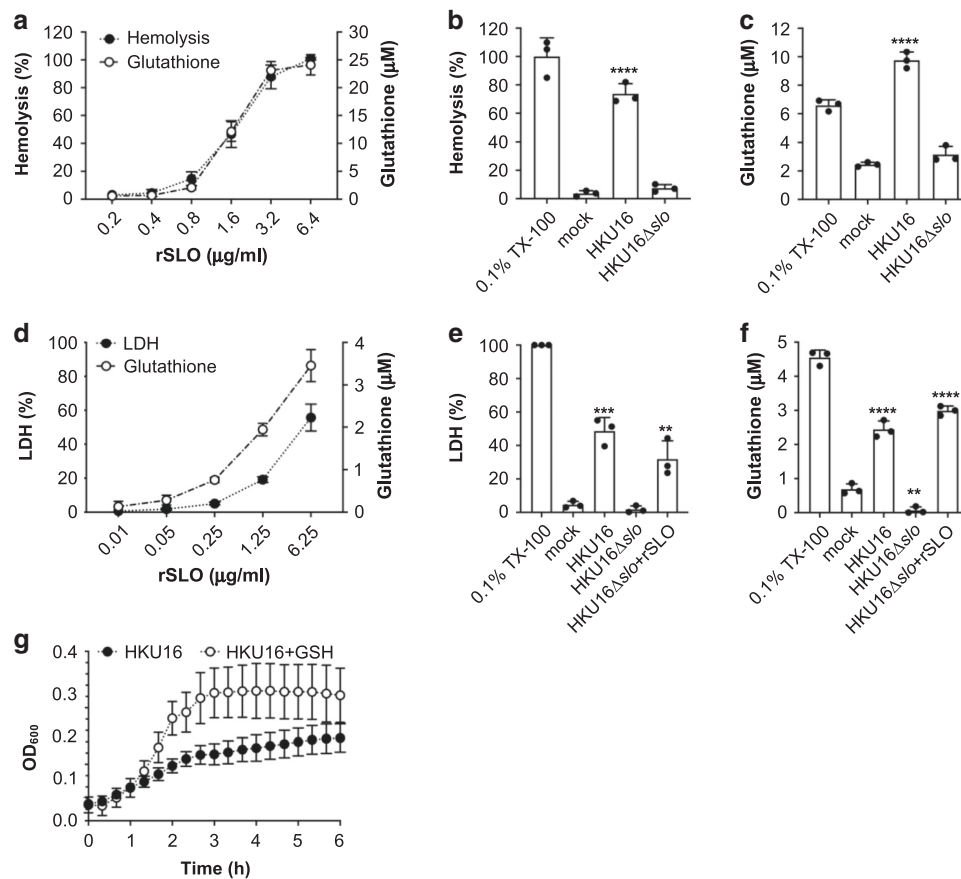 a
Hemolysis
Glutathione
Hemolysis (%)
120
100
80
60
40
20
0
Glutathione (μM)
30
25
20
15
10
5
0
0.2 0.4 0.8 1.6 3.2 6.4
rSLO (μg/ml)
b
Hemolysis (%)
120
100
80
60
40
20
0
****
0.1% TX-100 mock HKU16 HKU16Δslo
c
Glutathione (μM)
12
10
8
6
4
2
0
****
0.1% TX-100 mock HKU16 HKU16Δslo
d
LDH
Glutathione
LDH (%)
100
80
60
40
20
0
Glutathione (μM)
4
3
2
1
0
0.01 0.05 0.25 1.25 6.25
rSLO (μg/ml)
e
LDH (%)
100
80
60
40
20
0
***
**
0.1% TX-100 mock HKU16 HKU16Δslo HKU16Δslo+rSLO
f
Glutathione (μM)
5
4
3
2
1
0
****
**
****
0.1% TX-100 mock HKU16 HKU16Δslo HKU16Δslo+rSLO
g
HKU16 HKU16+GSH
OD600
0.4
0.3
0.2
0.1
0.0
0 1 2 3 4 5 6
Time (h)